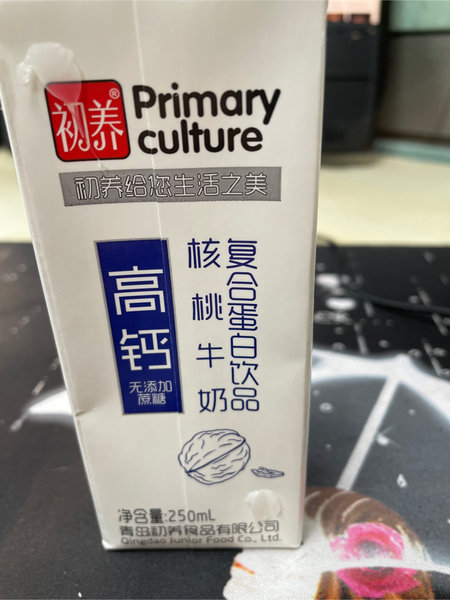 初养®
Primary
culture
初养给您生活之美
高钙
无添加
蔗糖
核桃牛奶
复合蛋白饮品
净含量:250mL
青岛初养食品有限公司
Qingdao Junior Food Co., Ltd.